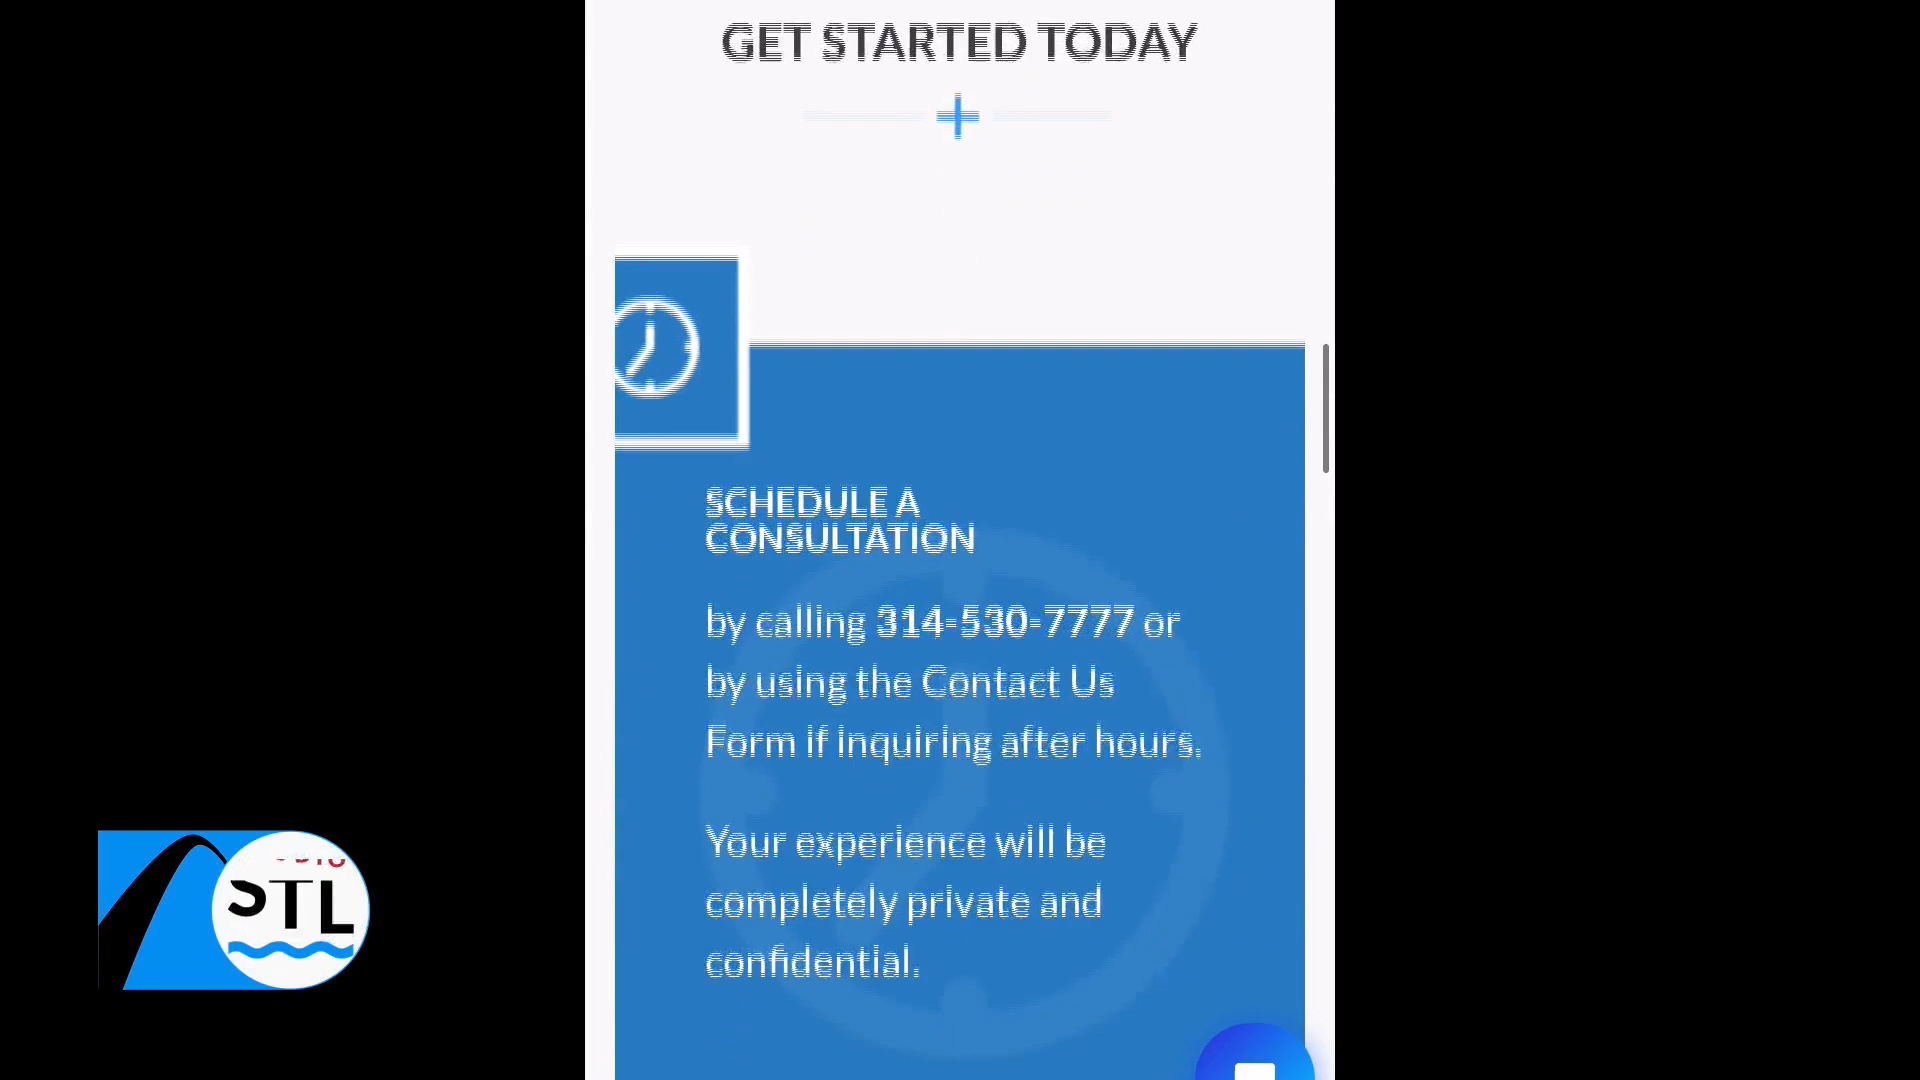 GET STARTED TODAY
SCHEDULE A
CONSULTATION
by calling 314-530-7777 or
by using the Contact Us
Form if inquiring after hours.
Your experience will be
completely private and
confidential.
STL